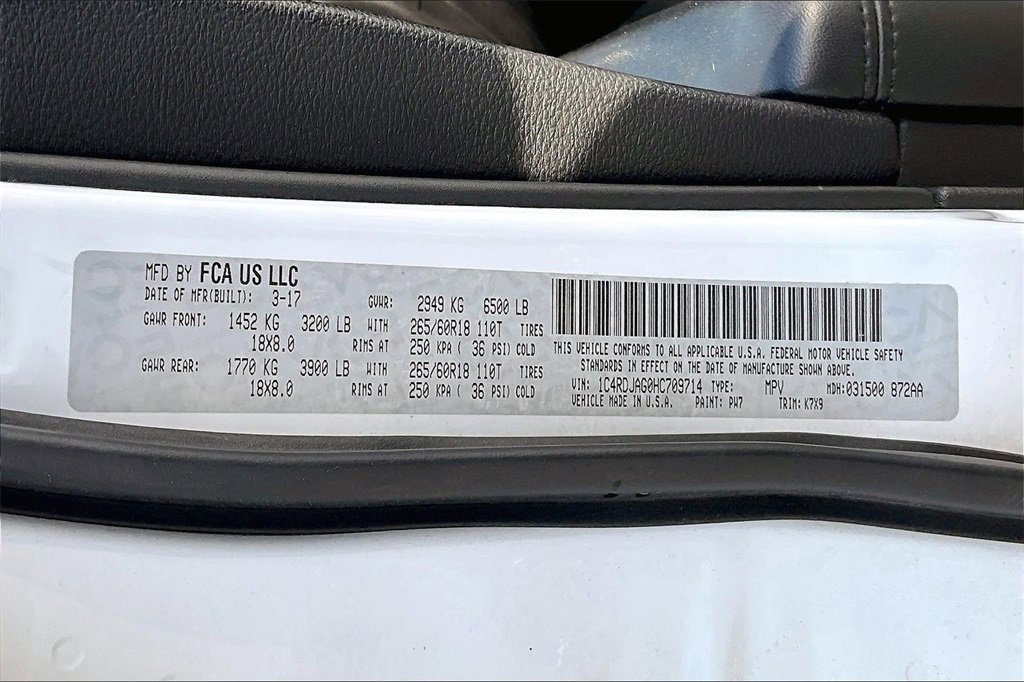 MFD BY FCA US LLC
DATE OF MFR(BUILT): 3-17 GVWR: 2949 KG 6500 LB
GAWR FRONT: 1452 KG 3200 LB WITH 265/60R18 110T TIRES
18X8.0 RIMS AT 250 KPA ( 36 PSI) COLD
GAWR REAR: 1770 KG 3900 LB WITH 265/60R18 110T TIRES
18X8.0 RIMS AT 250 KPA ( 36 PSI) COLD
THIS VEHICLE CONFORMS TO ALL APPLICABLE U.S.A. FEDERAL MOTOR VEHICLE SAFETY
STANDARDS IN EFFECT ON THE DATE OF MANUFACTURE SHOWN ABOVE.
VIN: 1C4RDJAG0HC709714 TYPE: MPV MDH:031500 872AA
VEHICLE MADE IN U.S.A. PAINT: PW7 TRIM: K7X9